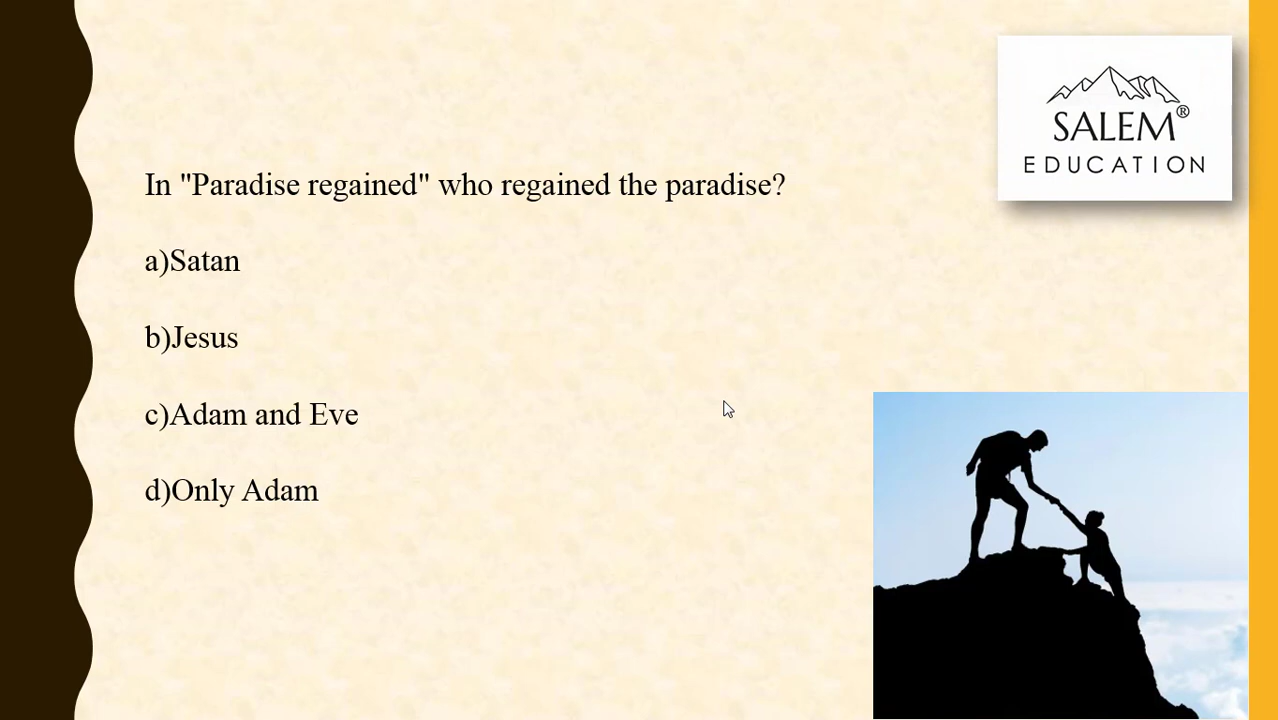 SALEM®
EDUCATION
In "Paradise regained" who regained the paradise?
a)Satan
b)Jesus
c)Adam and Eve
d)Only Adam